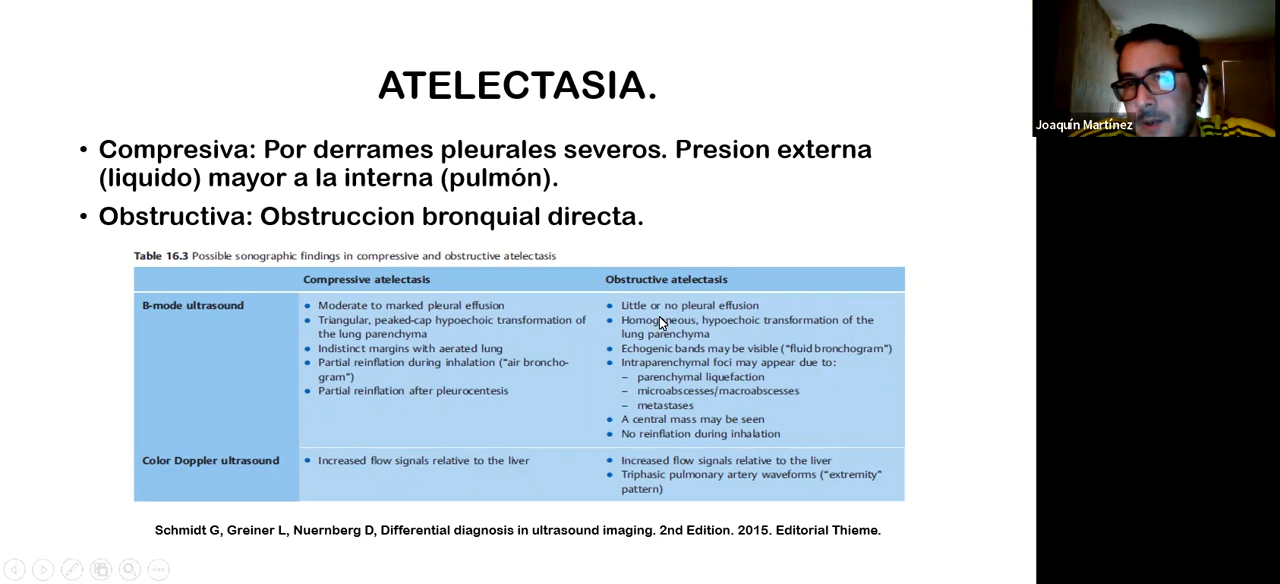 ATELECTASIA.
Joaquín Martínez
• Compresiva: Por derrames pleurales severos. Presion externa
(liquido) mayor a la interna (pulmón).
• Obstructiva: Obstruccion bronquial directa.
Table 16.3 Possible sonographic findings in compressive and obstructive atelectasis
Compressive atelectasis
Obstructive atelectasis
B-mode ultrasound
• Moderate to marked pleural effusion
• Triangular, peaked-cap hypoechoic transformation of
the lung parenchyma
• Indistinct margins with aerated lung
• Partial reinflation during inhalation ("air broncho-
gram")
• Partial reinflation after pleurocentesis
• Little or no pleural effusion
• Homogeneous, hypoechoic transformation of the
lung parenchyma
• Echogenic bands may be visible ("fluid bronchogram")
• Intraparenchymal foci may appear due to:
– parenchymal liquefaction
– microabscesses/macroabscesses
– metastases
• A central mass may be seen
• No reinflation during inhalation
Color Doppler ultrasound
• Increased flow signals relative to the liver
• Increased flow signals relative to the liver
• Triphasic pulmonary artery waveforms ("extremity"
pattern)
Schmidt G, Greiner L, Nuernberg D, Differential diagnosis in ultrasound imaging. 2nd Edition. 2015. Editorial Thieme.